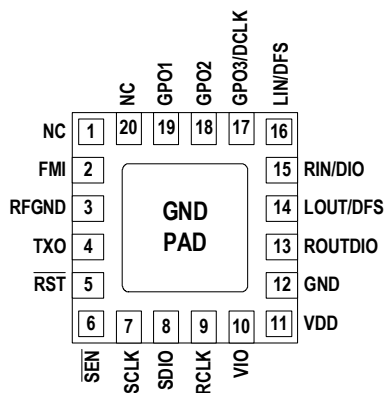 NC
GPO1
GPO2
GPO3/DCLK
LIN/DFS
NC 1 20 19 18 17 16
FMI 2 15 RIN/DIO
RFGND 3 GND 14 LOUT/DFS
TXO 4 PAD 13 ROUTDIO
RST 5 12 GND
6 7 8 9 10 11 VDD
SEN
SCLK
SDIO
RCLK
VIO